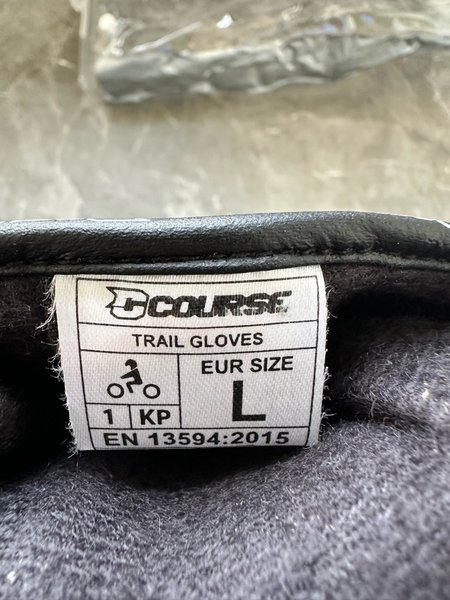 COURSE
TRAIL GLOVES
EUR SIZE
L
1 KP
EN 13594:2015